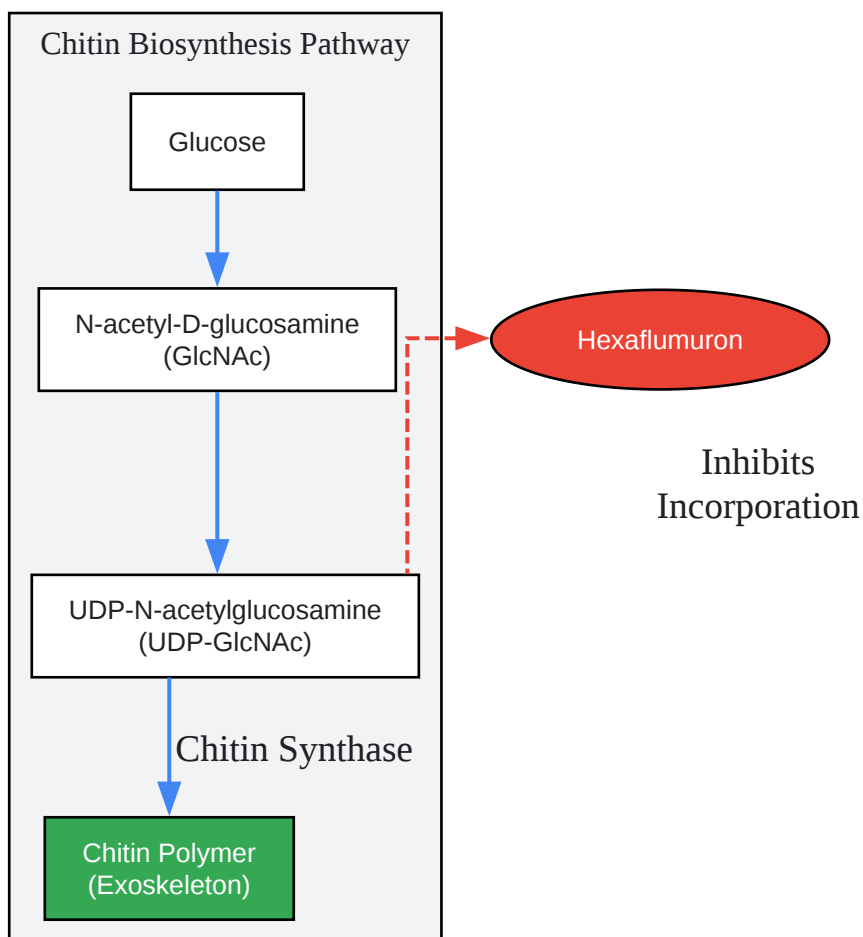 Chitin Biosynthesis Pathway
Glucose
N-acetyl-D-glucosamine
(GlcNAc)
Hexaflumuron
Inhibits
Incorporation
UDP-N-acetylglucosamine
(UDP-GlcNAc)
Chitin Synthase
Chitin Polymer
(Exoskeleton)